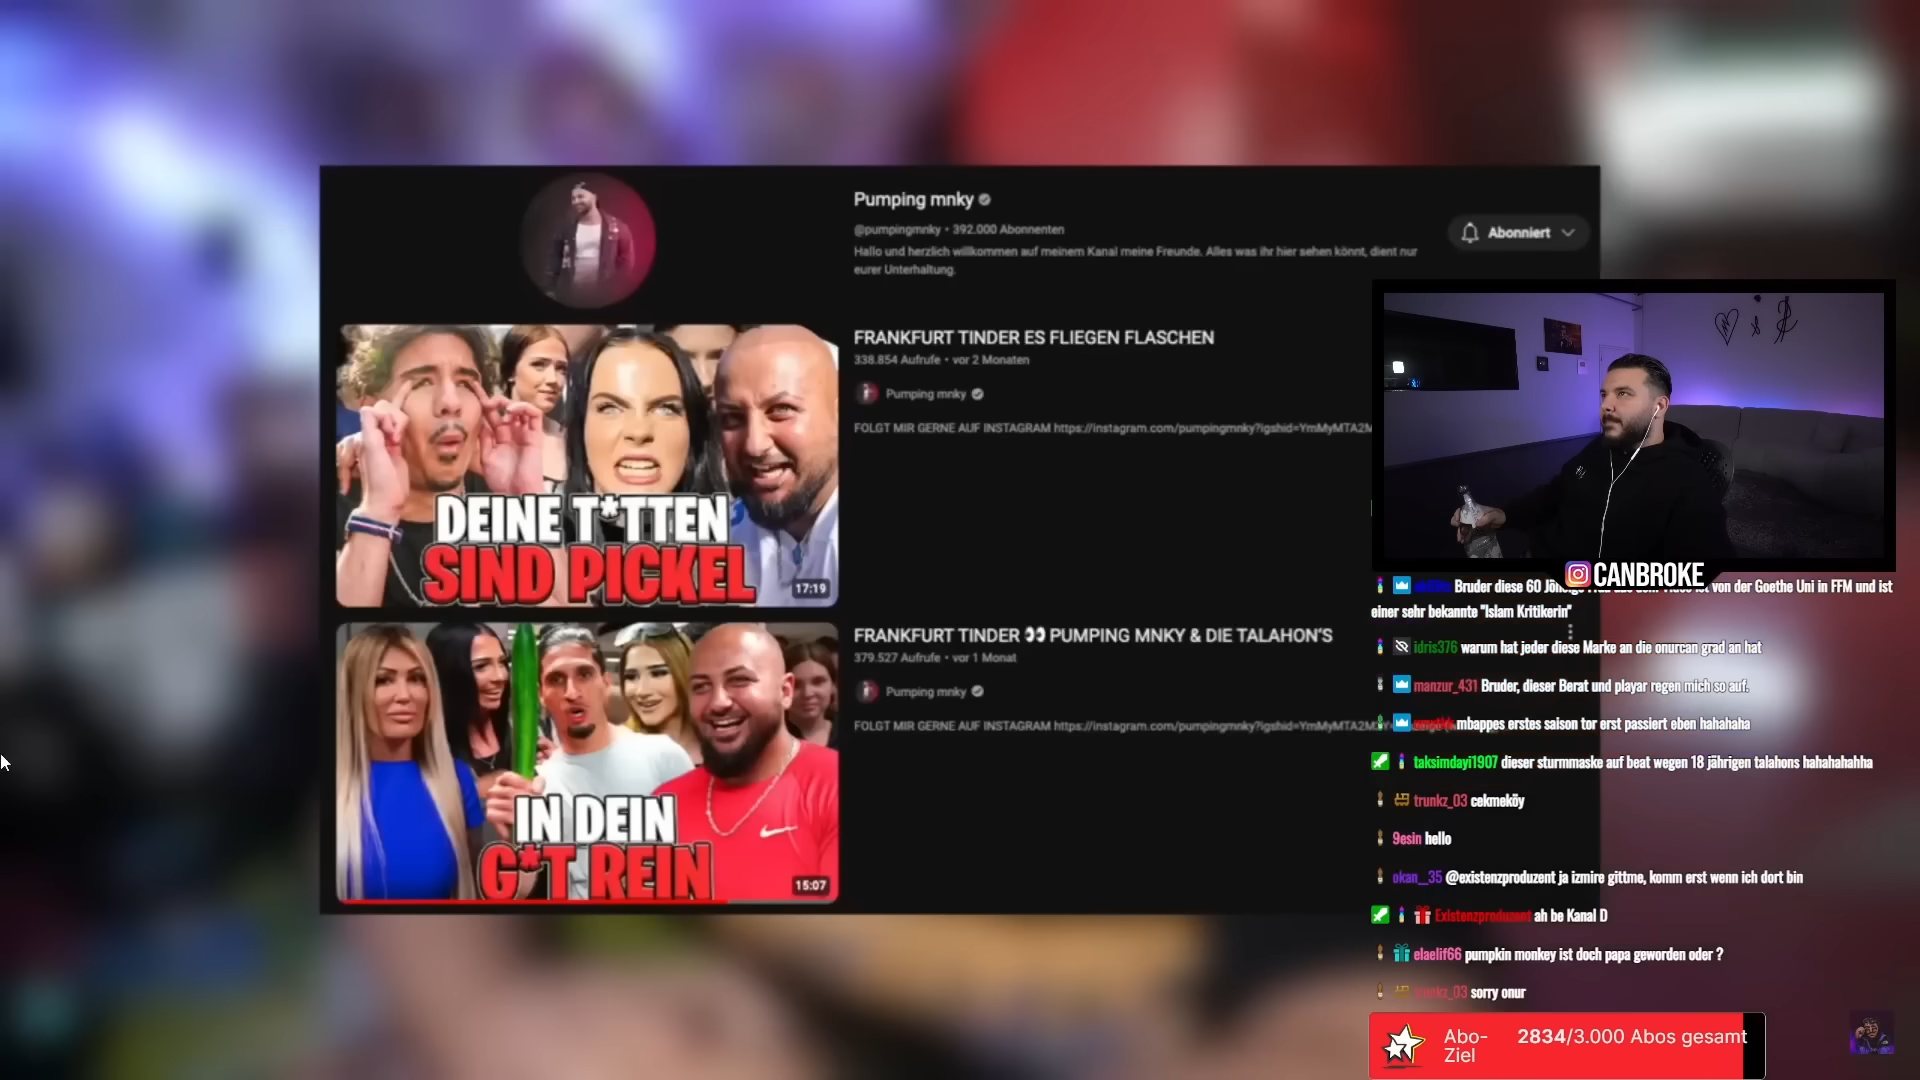 Pumping mnky
@pumpingmnky • 392.000 Abonnenten
Hallo und herzlich willkommen auf meinem Kanal meine Freunde. Alles was ihr hier sehen könnt, dient nur
eurer Unterhaltung.
Abonniert
FRANKFURT TINDER ES FLIEGEN FLASCHEN
338.854 Aufrufe • vor 2 Monaten
Pumping mnky
FOLGT MIR GERNE AUF INSTAGRAM https://instagram.com/pumpingmnky?igshid=YmMyMTA2M
DEINE T*TTEN
SIND PICKEL
17:19
FRANKFURT TINDER 👀 PUMPING MNKY & DIE TALAHON'S
379.527 Aufrufe • vor 1 Monat
Pumping mnky
FOLGT MIR GERNE AUF INSTAGRAM https://instagram.com/pumpingmnky?igshid=YmMyMTA2M
IN DEIN
G*T REIN
15:07
CANBROKE
Bruder diese 60 von der Goethe Uni in FFM und ist
einer sehr bekannte "Islam Kritikerin"
idris376 warum hat jeder diese Marke an die onurcan grad an hat
manzur_431 Bruder, dieser Berat und playar regen mich so auf.
mbappes erstes saison tor erst passiert eben hahahaha
taksimdayi1907 dieser sturmmaske auf beat wegen 18 jährigen talahons hahahahahha
trunkz_03 cekmeköy
9esin hello
okan__35 @existenzproduzent ja izmire gittme, komm erst wenn ich dort bin
Existenzproduzent ah be Kanal D
elaelif66 pumpkin monkey ist doch papa geworden oder ?
trunkz_03 sorry onur
Abo-
Ziel
2834/3.000 Abos gesamt